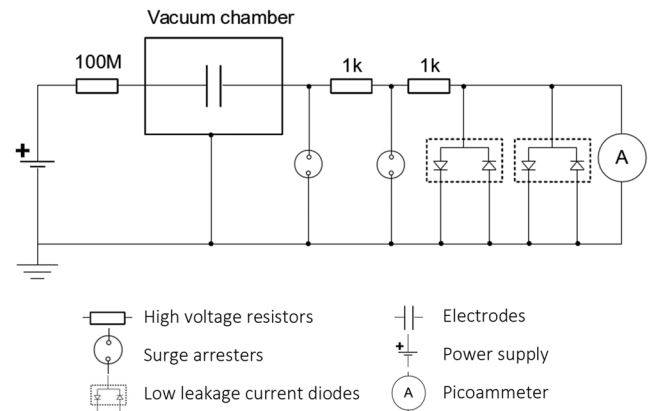 Vacuum chamber
100M
1k 1k
+
A
High voltage resistors
Electrodes
Surge arresters
+
Power supply
Low leakage current diodes
A
Picoammeter